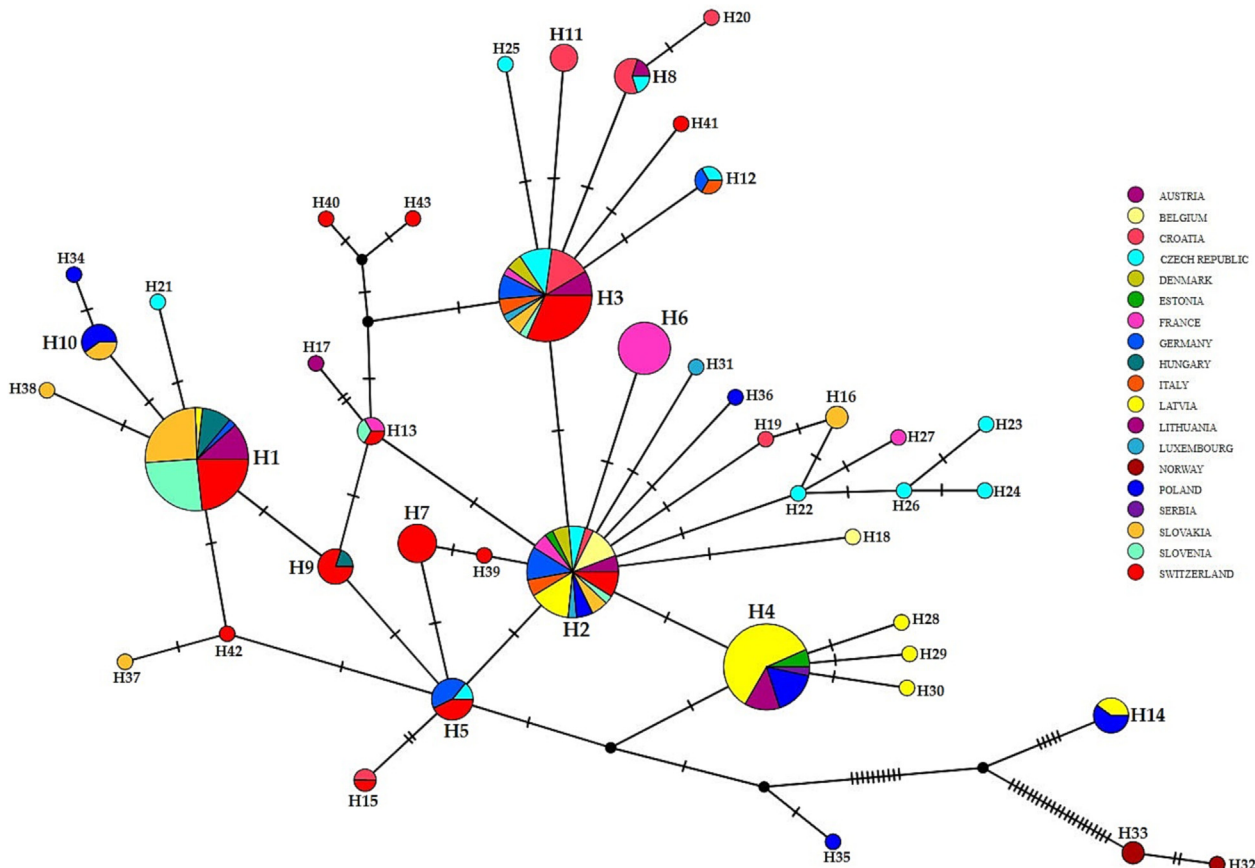 H20
H11
H25
H8
H41
H12
H40
H43
H34
H21
H3
H10
H17
H6
H31
H38
H36
H16
H19
H13
H27
H23
H1
H22
H26
H24
H7
H18
H9
H39
H2
H4
H28
H29
H42
H37
H30
H5
H14
H15
H33
H35
H32
AUSTRIA
BELGIUM
CROATIA
CZECH REPUBLIC
DENMARK
ESTONIA
FRANCE
GERMANY
HUNGARY
ITALY
LATVIA
LITHUANIA
LUXEMBOURG
NORWAY
POLAND
SERBIA
SLOVAKIA
SLOVENIA
SWITZERLAND